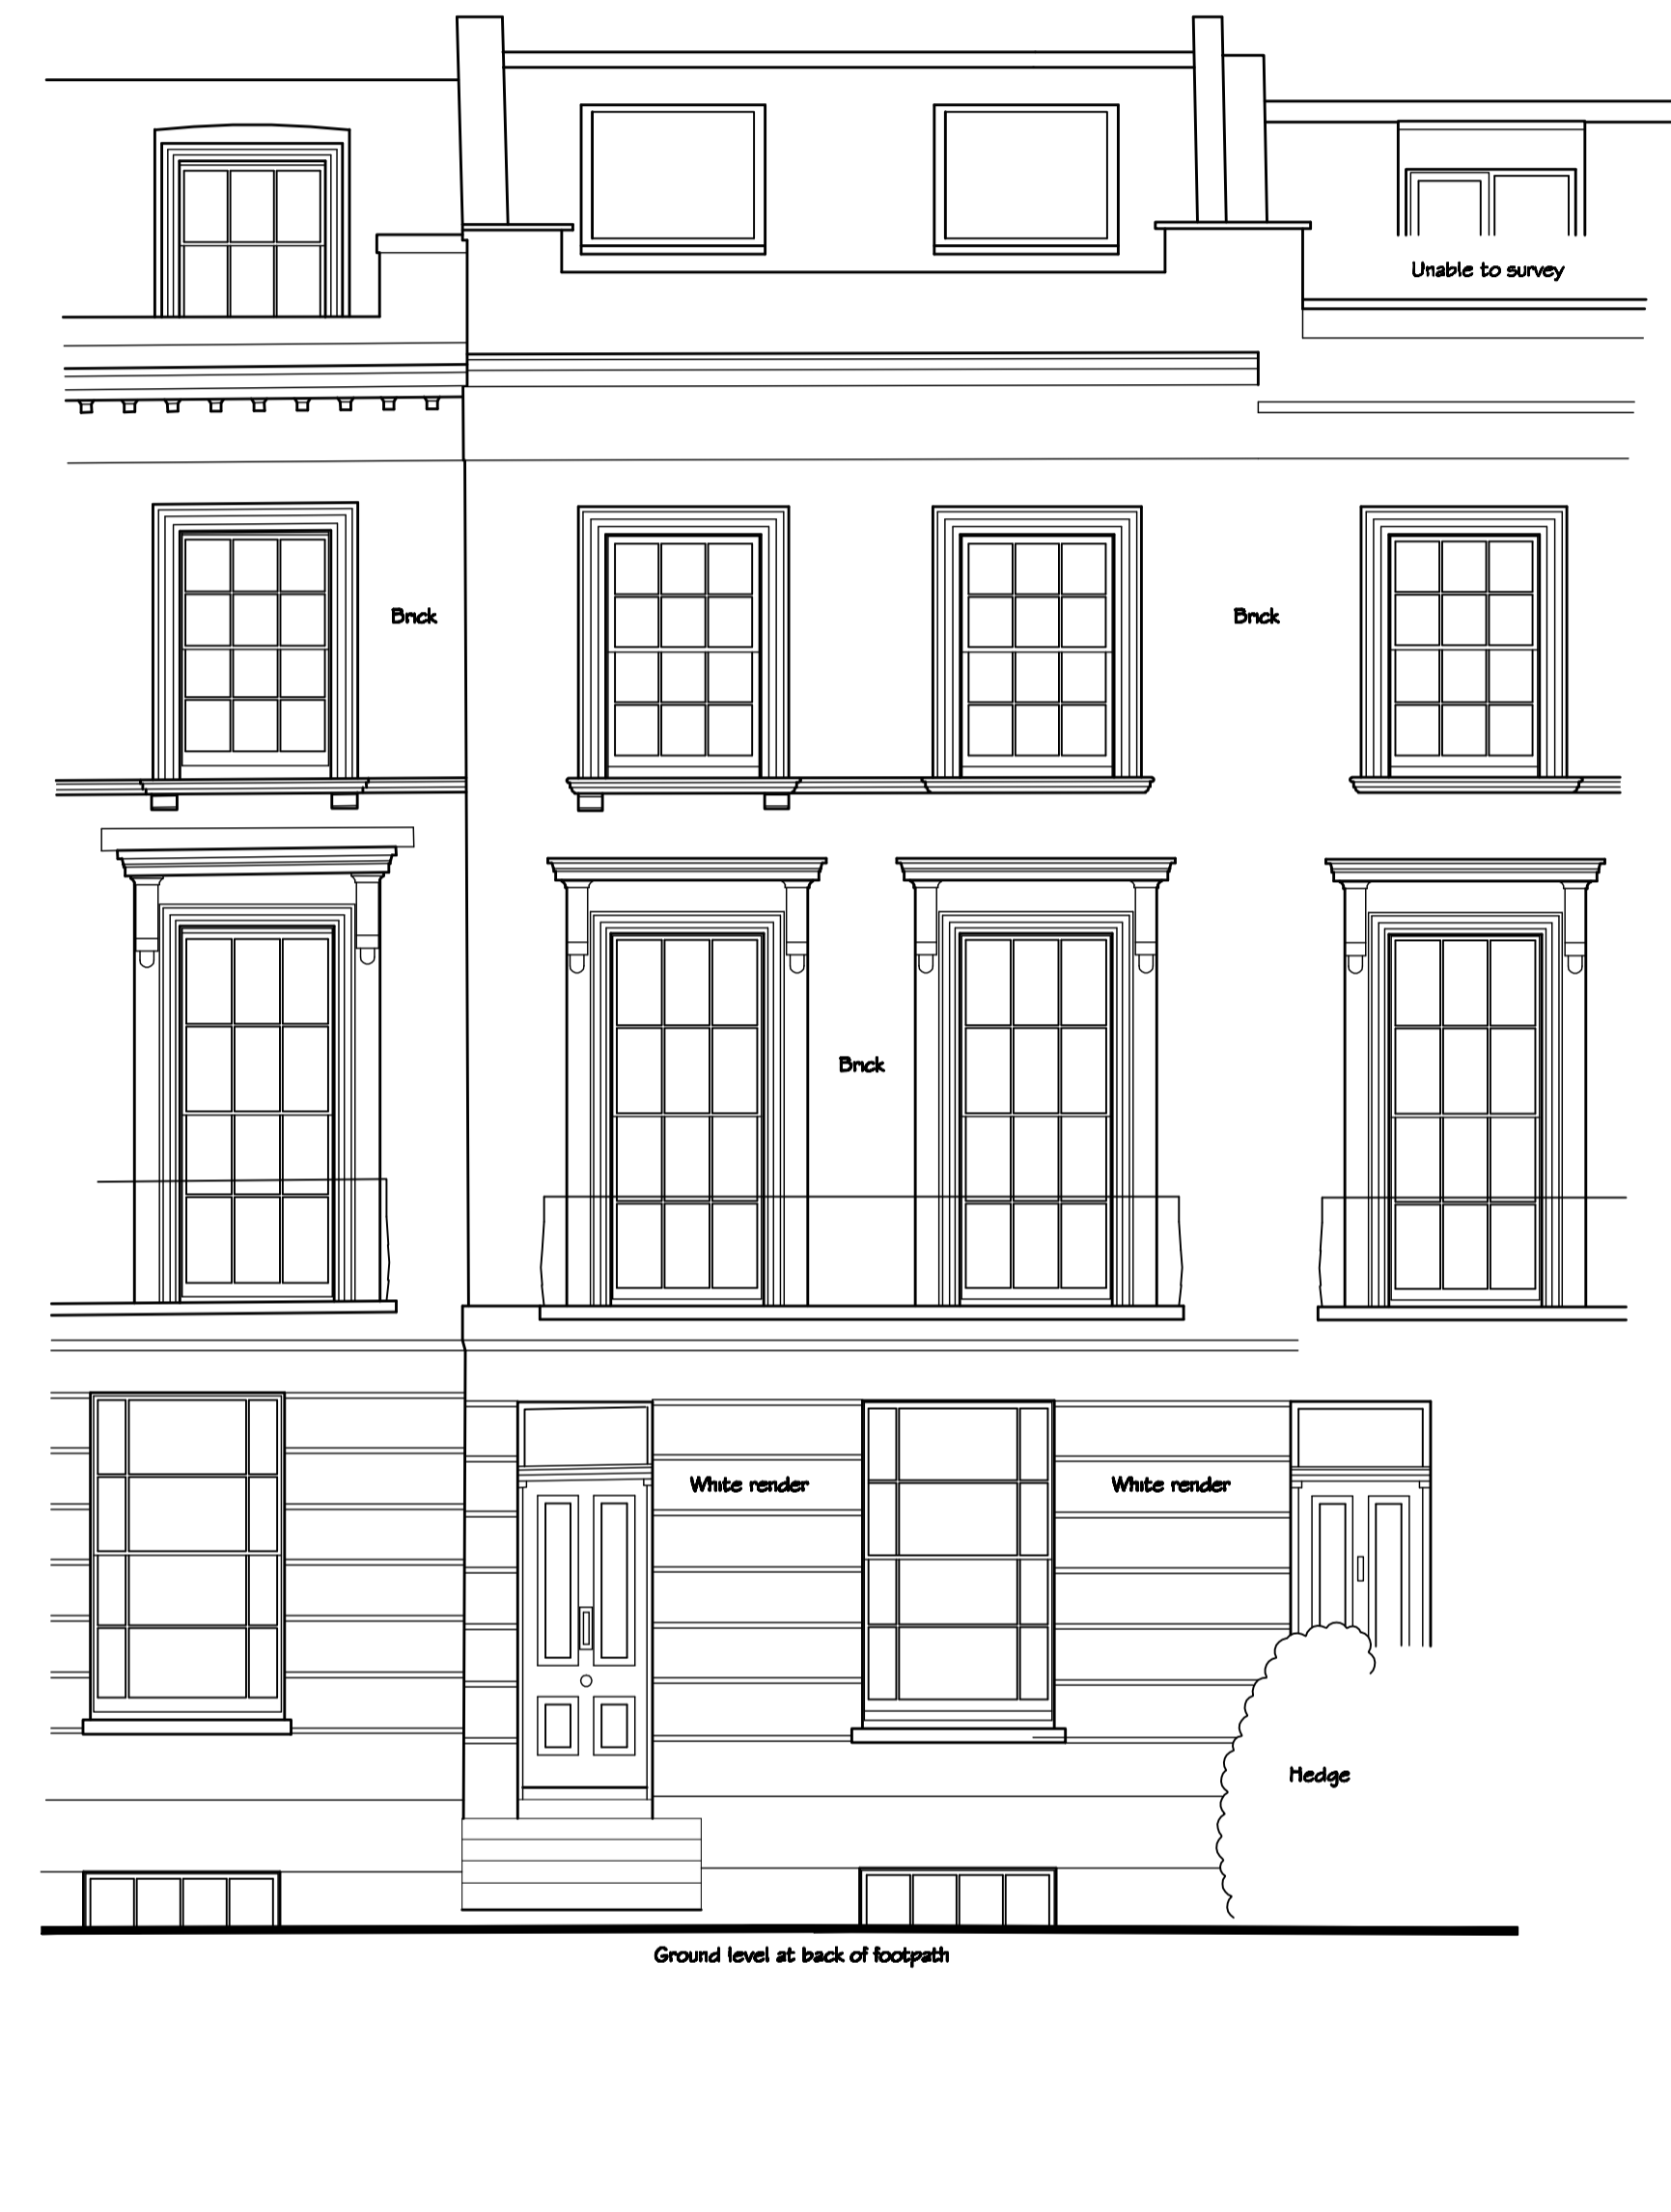 Unable to survey
Brick
Brick
Brick
White render
White render
Hedge
Ground level at back of footpath